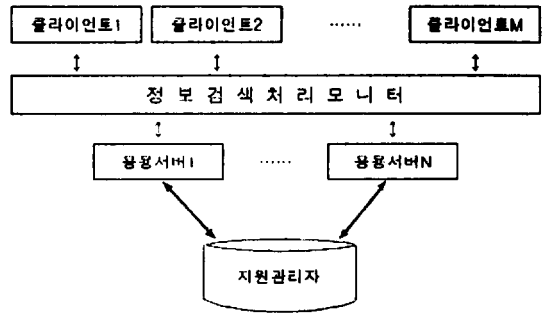 클라이언트1 클라이언트2 ...... 클라이언트M
정 보 검 색 처 리 모 니 터
응용서버1 ...... 응용서버N
지원관리자